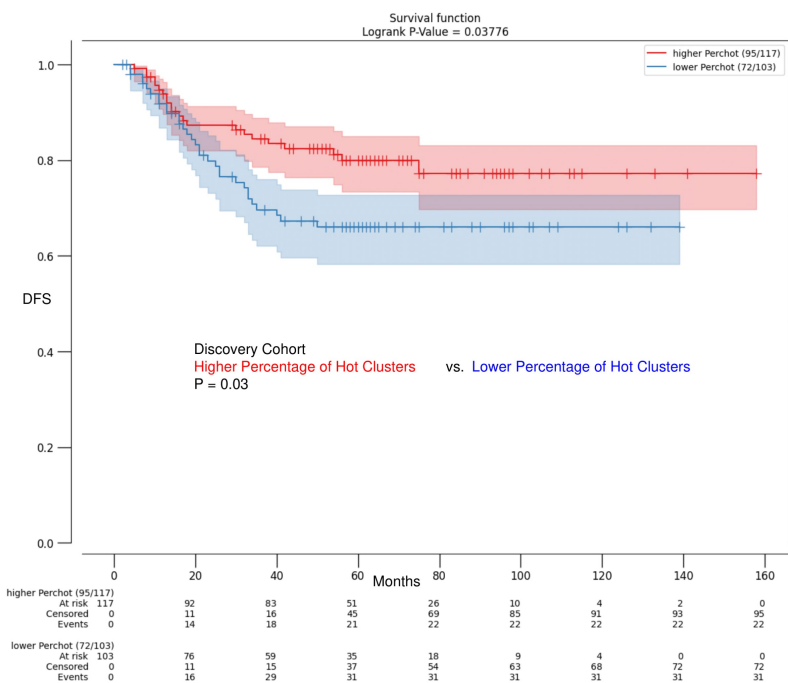 Survival function
Logrank P-Value = 0.03776
higher Perchot (95/117)
lower Perchot (72/103)
1.0
0.8
0.6
DFS
0.4
0.2
0.0
Discovery Cohort
Higher Percentage of Hot Clusters vs. Lower Percentage of Hot Clusters
P = 0.03
0 20 40 60 80 100 120 140 160
Months
higher Perchot (95/117)
At risk 117 92 83 51 26 10 4 2 0
Censored 0 11 16 45 69 85 91 93 95
Events 0 14 18 21 22 22 22 22 22
lower Perchot (72/103)
At risk 103 76 59 35 18 9 4 0 0
Censored 0 11 15 37 54 63 68 72 72
Events 0 16 29 31 31 31 31 31 31